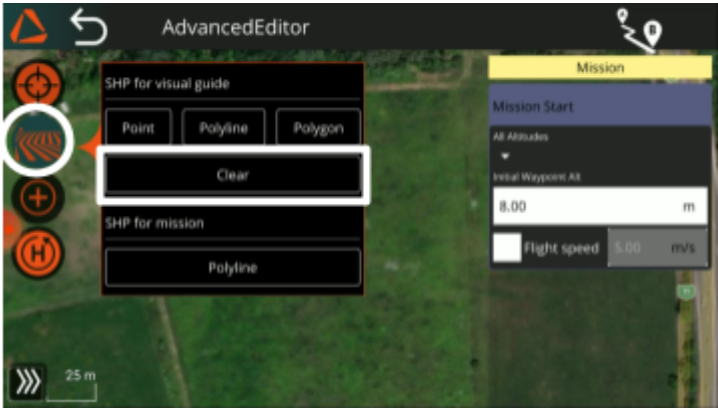 AdvancedEditor
SHP for visual guide
Point Polyline Polygon
Clear
SHP for mission
Polyline
Mission
Mission Start
All Altitudes
Initial Waypoint Alt
8.00 m
Flight speed 5.00 m/s
H
25 m